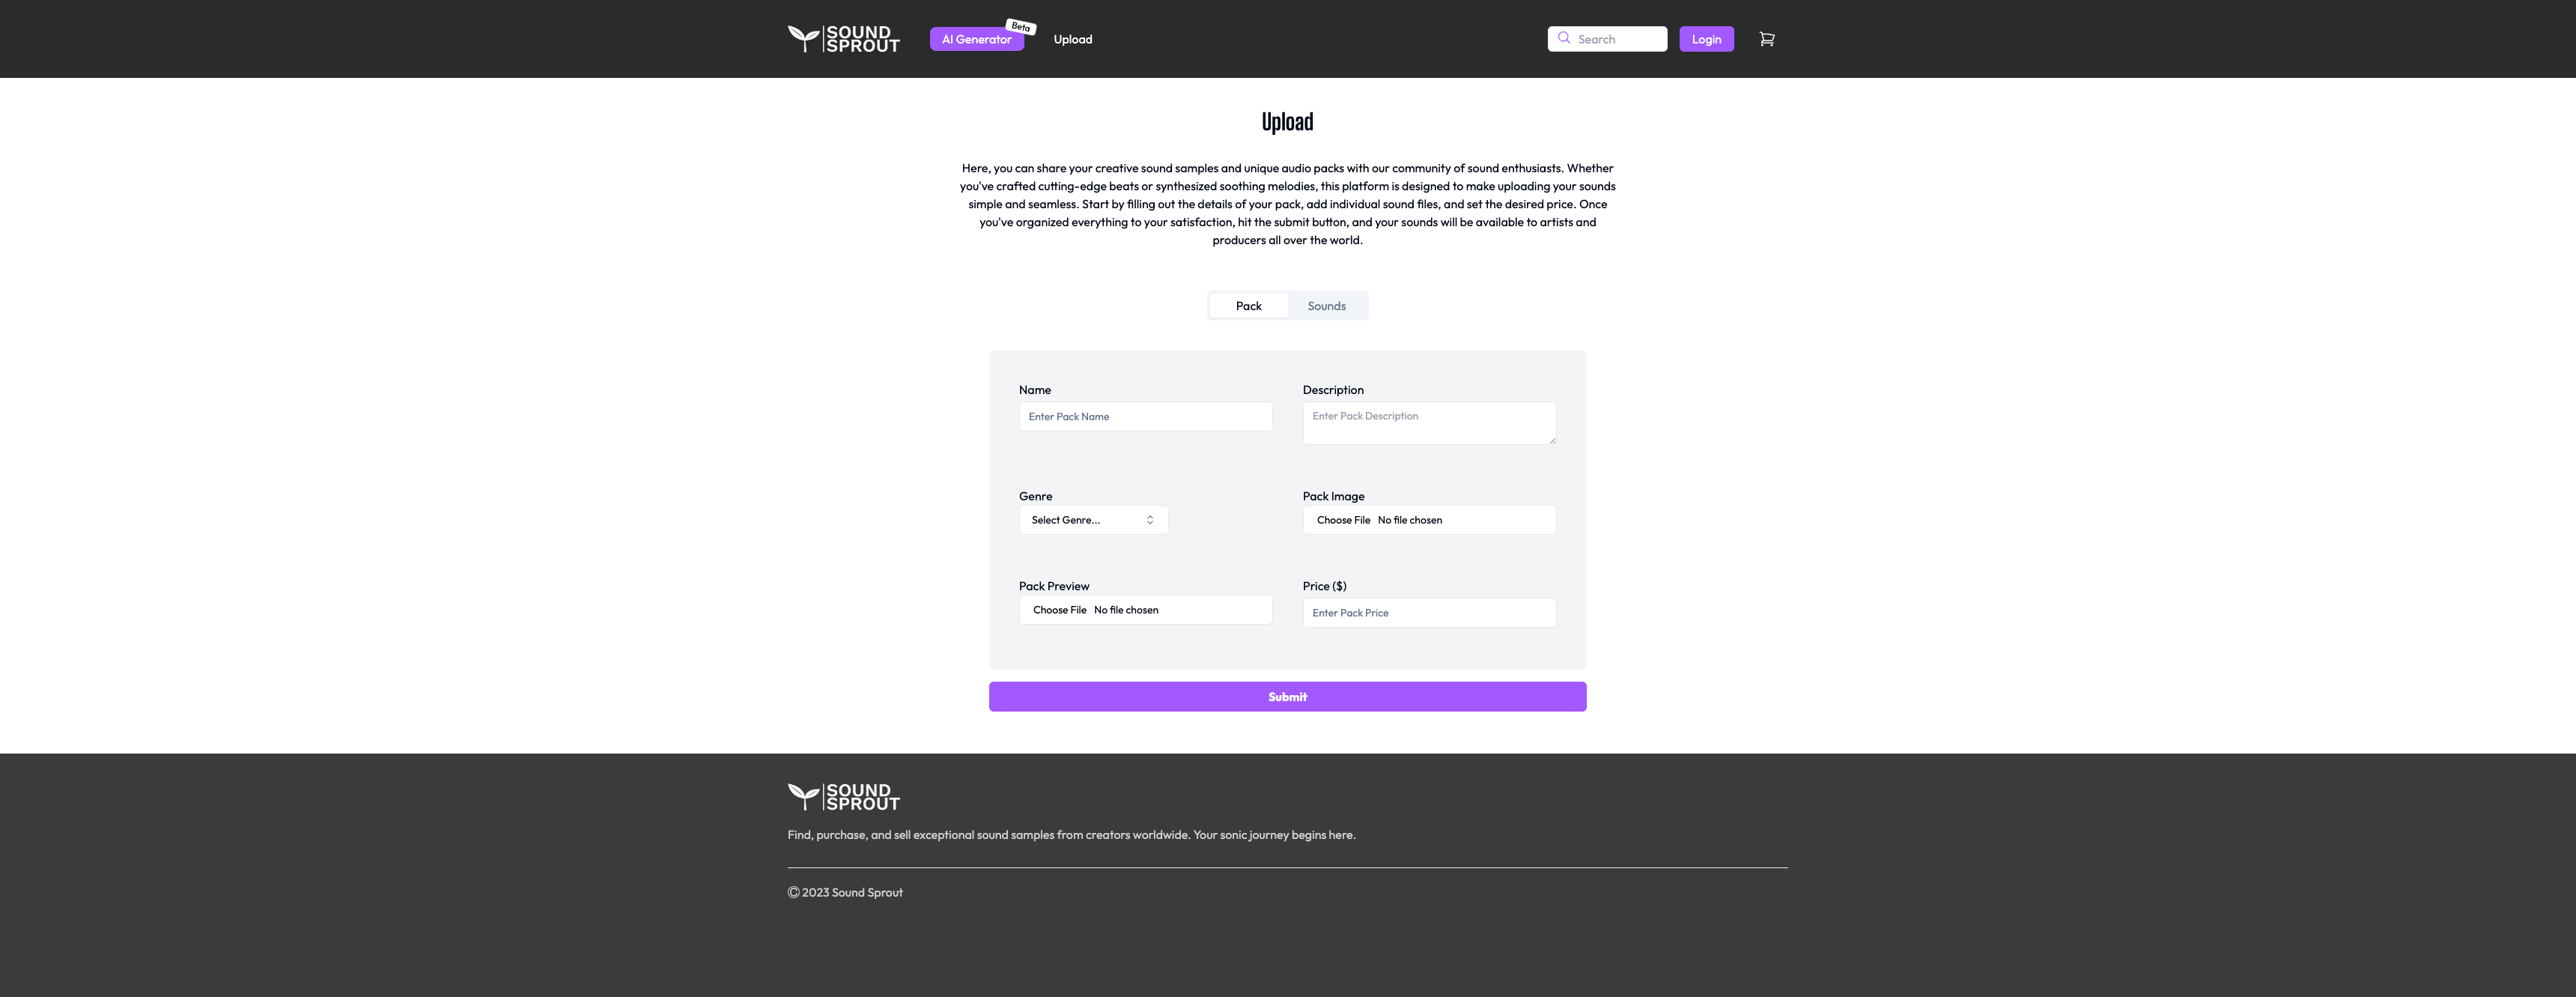 SOUND
SPROUT
AI Generator
Beta
Upload
Search
Login
Upload
Here, you can share your creative sound samples and unique audio packs with our community of sound enthusiasts. Whether
you've crafted cutting-edge beats or synthesized soothing melodies, this platform is designed to make uploading your sounds
simple and seamless. Start by filling out the details of your pack, add individual sound files, and set the desired price. Once
you've organized everything to your satisfaction, hit the submit button, and your sounds will be available to artists and
producers all over the world.
Pack
Sounds
Name
Enter Pack Name
Description
Enter Pack Description
Genre
Select Genre...
Pack Image
Choose File No file chosen
Pack Preview
Choose File No file chosen
Price ($)
Enter Pack Price
Submit
SOUND
SPROUT
Find, purchase, and sell exceptional sound samples from creators worldwide. Your sonic journey begins here.
© 2023 Sound Sprout